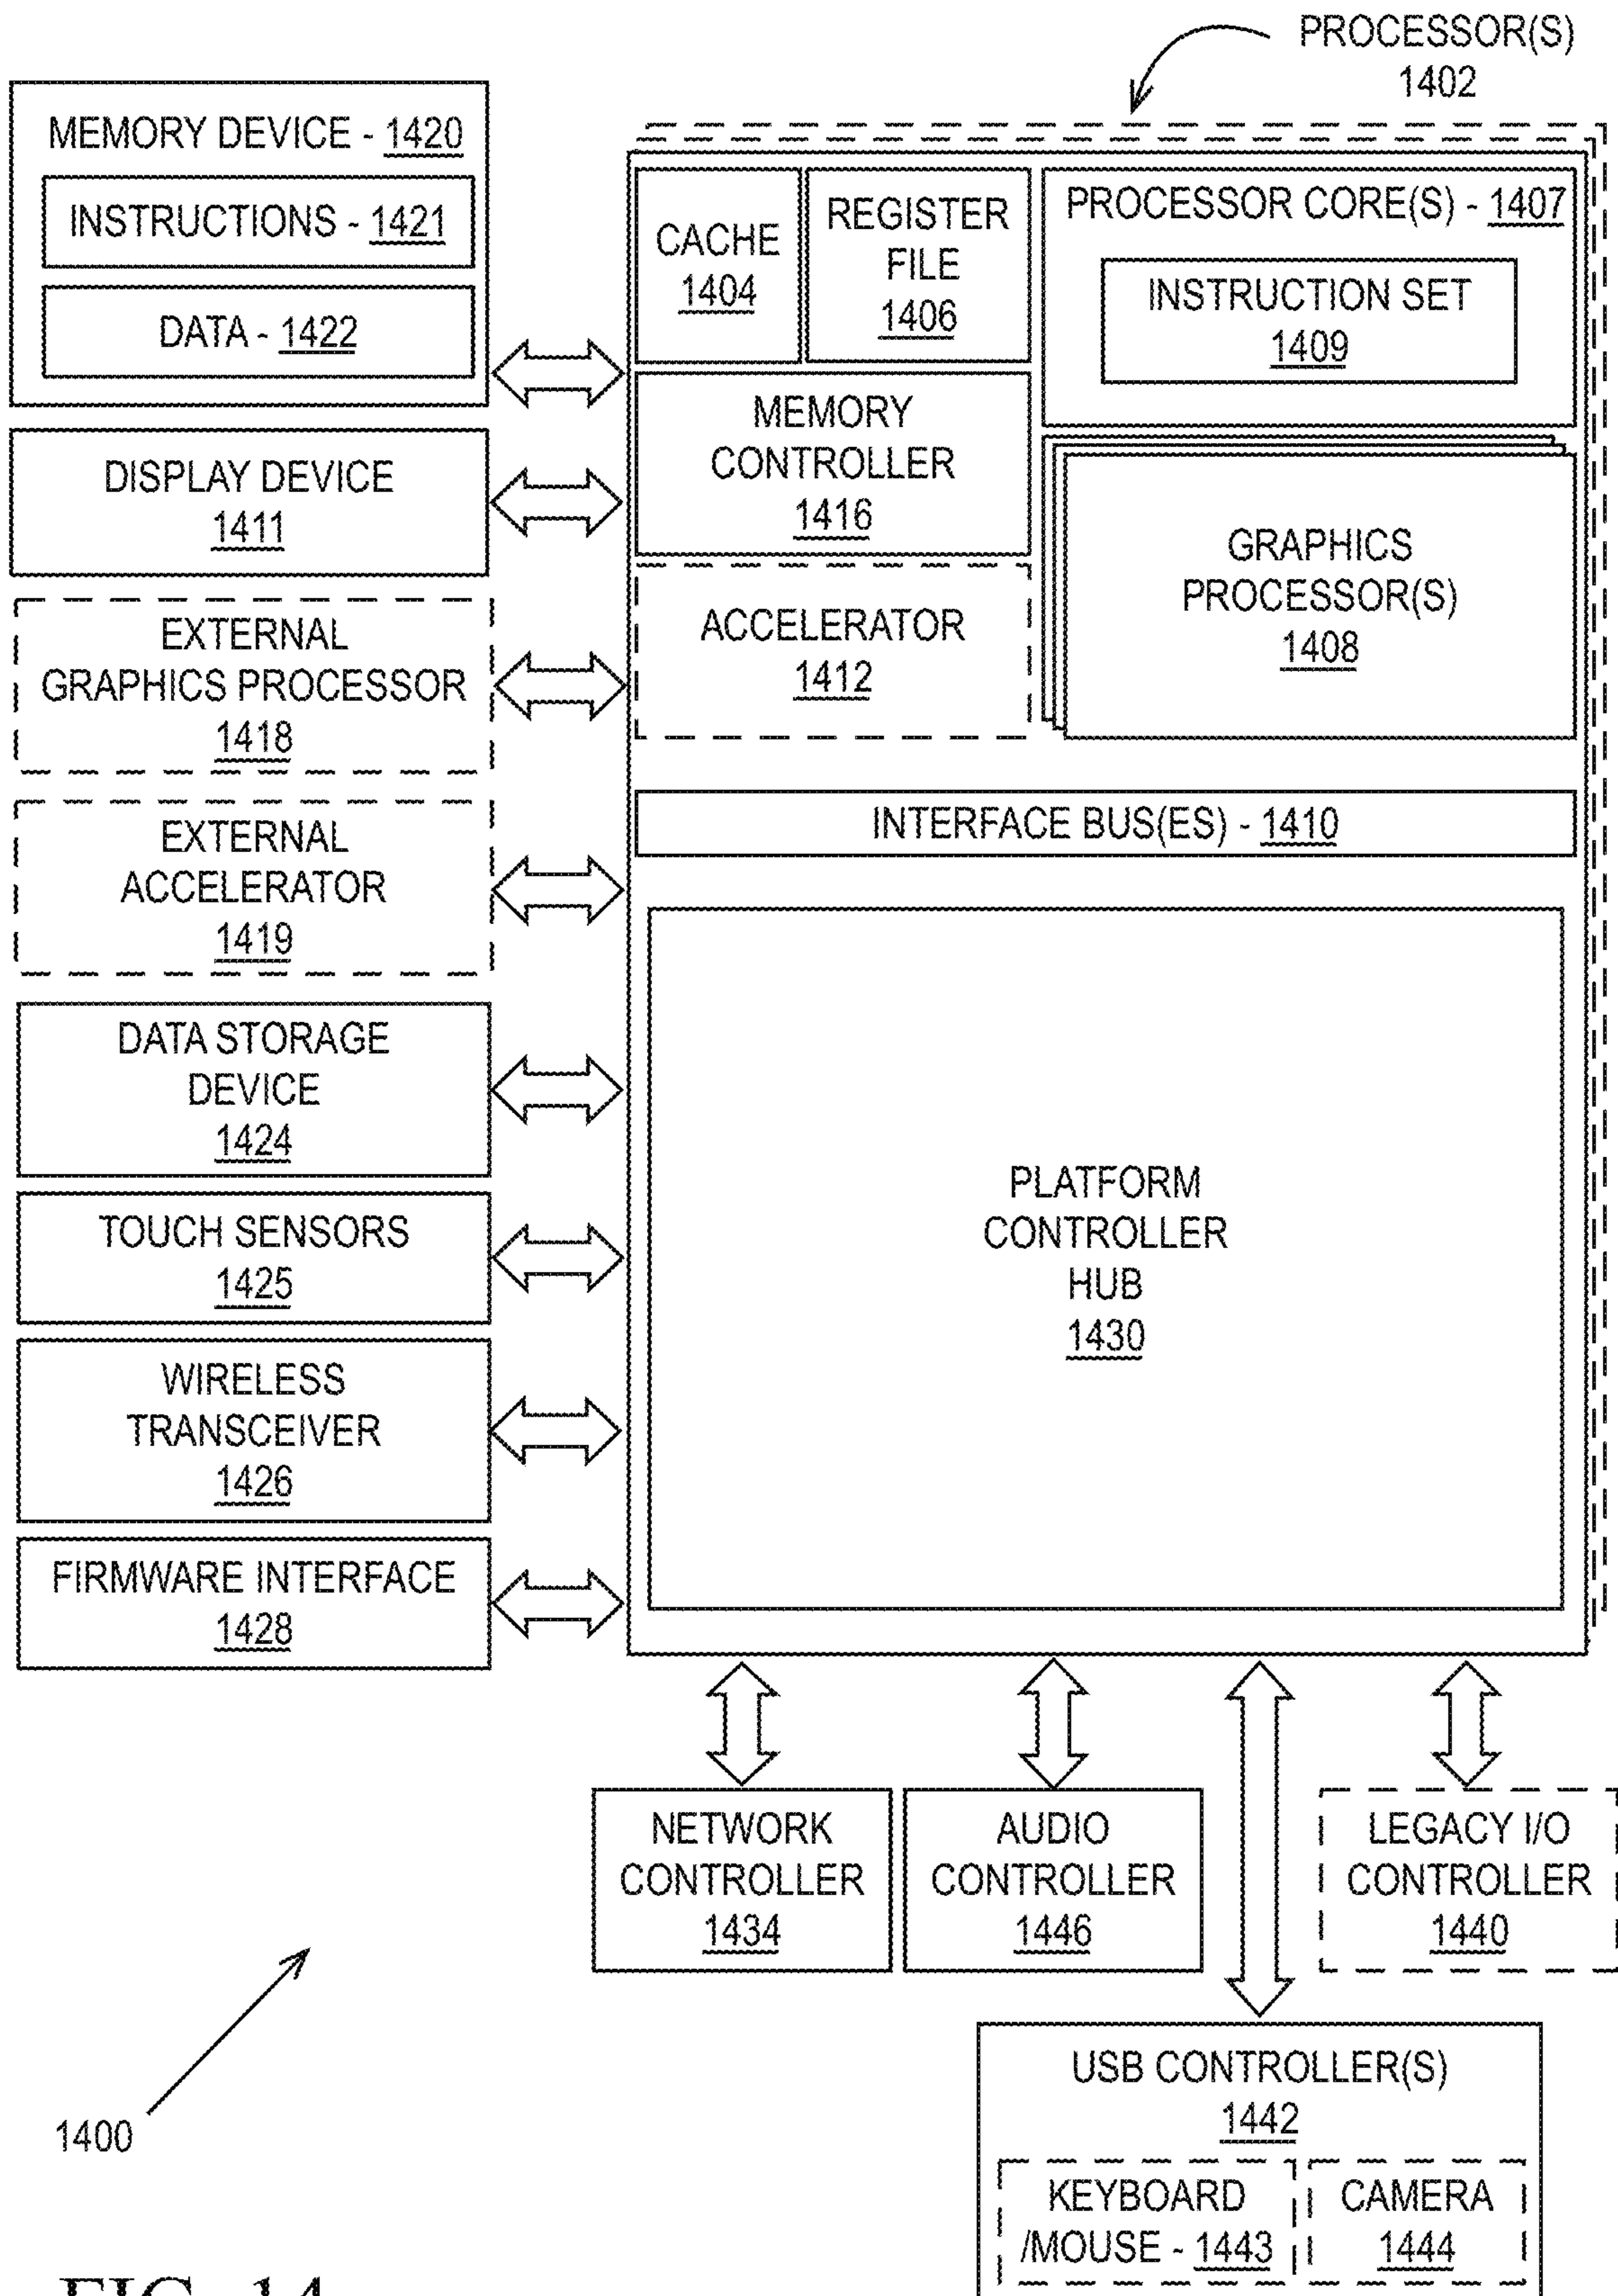 PROCESSOR(S)
1402
MEMORY DEVICE - 1420
INSTRUCTIONS - 1421
DATA - 1422
DISPLAY DEVICE
1411
EXTERNAL
GRAPHICS PROCESSOR
1418
EXTERNAL
ACCELERATOR
1419
DATA STORAGE
DEVICE
1424
TOUCH SENSORS
1425
WIRELESS
TRANSCEIVER
1426
FIRMWARE INTERFACE
1428
CACHE
1404
REGISTER
FILE
1406
PROCESSOR CORE(S) - 1407
INSTRUCTION SET
1409
MEMORY
CONTROLLER
1416
GRAPHICS
PROCESSOR(S)
1408
ACCELERATOR
1412
INTERFACE BUS(ES) - 1410
PLATFORM
CONTROLLER
HUB
1430
NETWORK
CONTROLLER
1434
AUDIO
CONTROLLER
1446
LEGACY I/O
CONTROLLER
1440
USB CONTROLLER(S)
1442
KEYBOARD
/MOUSE - 1443
CAMERA
1444
1400
FIG. 14